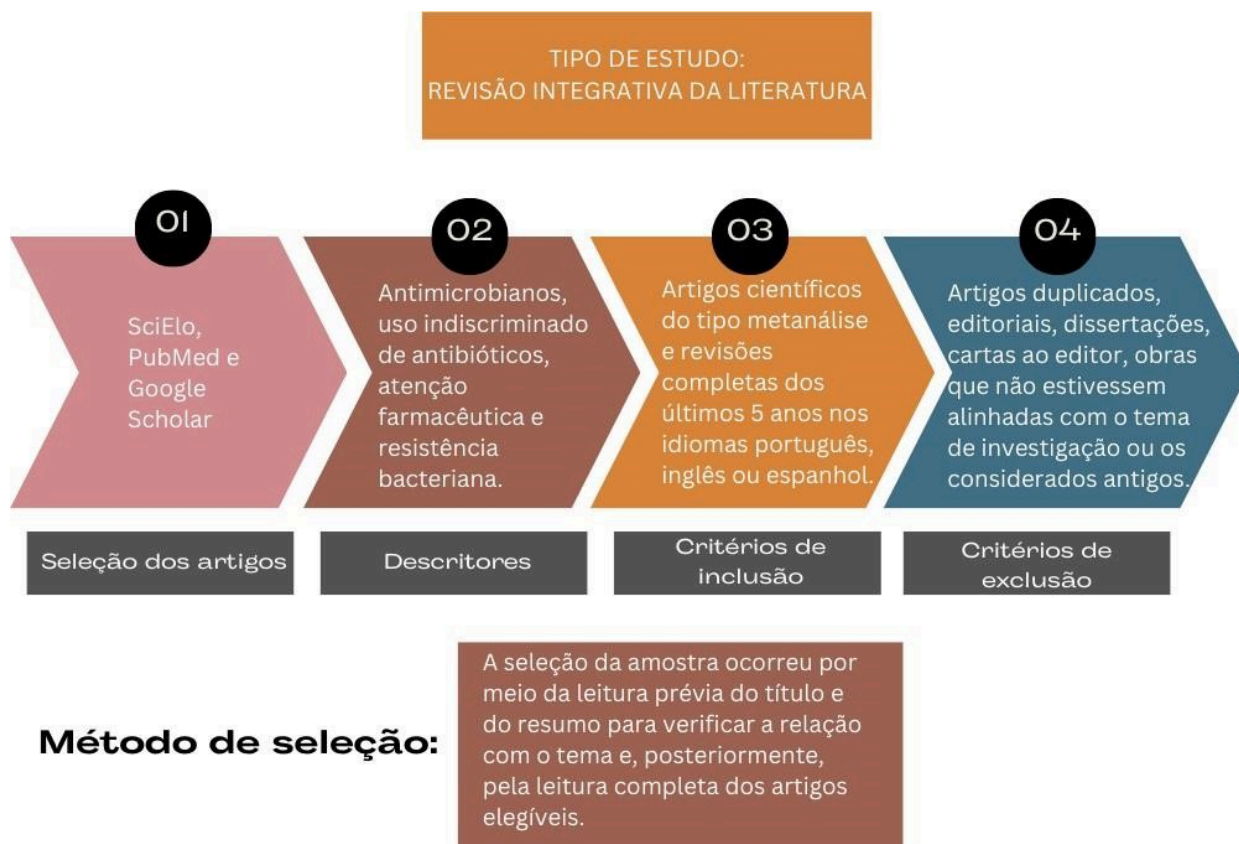 TIPO DE ESTUDO:
REVISÃO INTEGRATIVA DA LITERATURA
01
SciElo,
PubMed e
Google
Scholar
Seleção dos artigos
02
Antimicrobianos,
uso indiscriminado
de antibióticos,
atenção
farmacêutica e
resistência
bacteriana.
Descritores
03
Artigos científicos
do tipo metanálise
e revisões
completas dos
últimos 5 anos nos
idiomas português,
inglês ou espanhol.
Critérios de
inclusão
04
Artigos duplicados,
editoriais, dissertações,
cartas ao editor, obras
que não estivessem
alinhadas com o tema
de investigação ou os
considerados antigos.
Critérios de
exclusão
Método de seleção:
A seleção da amostra ocorreu por
meio da leitura prévia do título e
do resumo para verificar a relação
com o tema e, posteriormente,
pela leitura completa dos artigos
elegíveis.